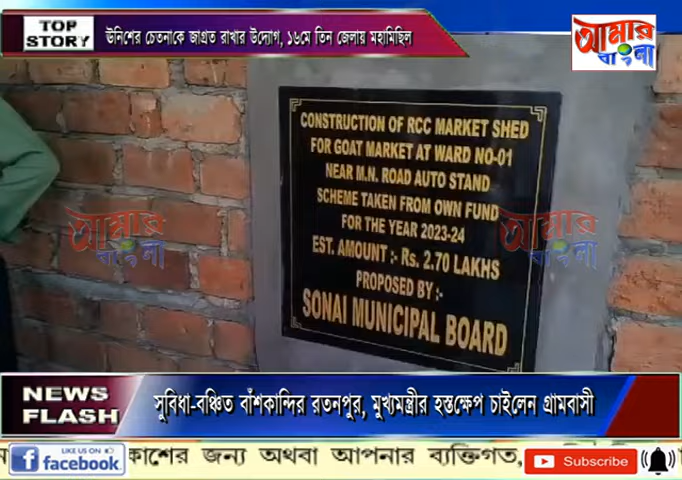 TOP
STORY
উনিশের চেতনাকে জাগ্রত রাখার উদ্যোগ, ১৬মে তিন জেলায় মহামিছিল
আমার
বাংলা
CONSTRUCTION OF RCC MARKET SHED
FOR GOAT MARKET AT WARD NO-01
NEAR M.N. ROAD AUTO STAND
SCHEME TAKEN FROM OWN FUND
FOR THE YEAR 2023-24
EST. AMOUNT :- Rs. 2.70 LAKHS
PROPOSED BY :-
SONAI MUNICIPAL BOARD
আমার
বাংলা
আমার
বাংলা
NEWS
FLASH
সুবিধা-বঞ্চিত বাঁশকান্দির রতনপুর, মুখ্যমন্ত্রীর হস্তক্ষেপ চাইলেন গ্রামবাসী
LIKE US ON
facebook
কাশের জন্য অথবা আপনার ব্যক্তিগত,
Subscribe